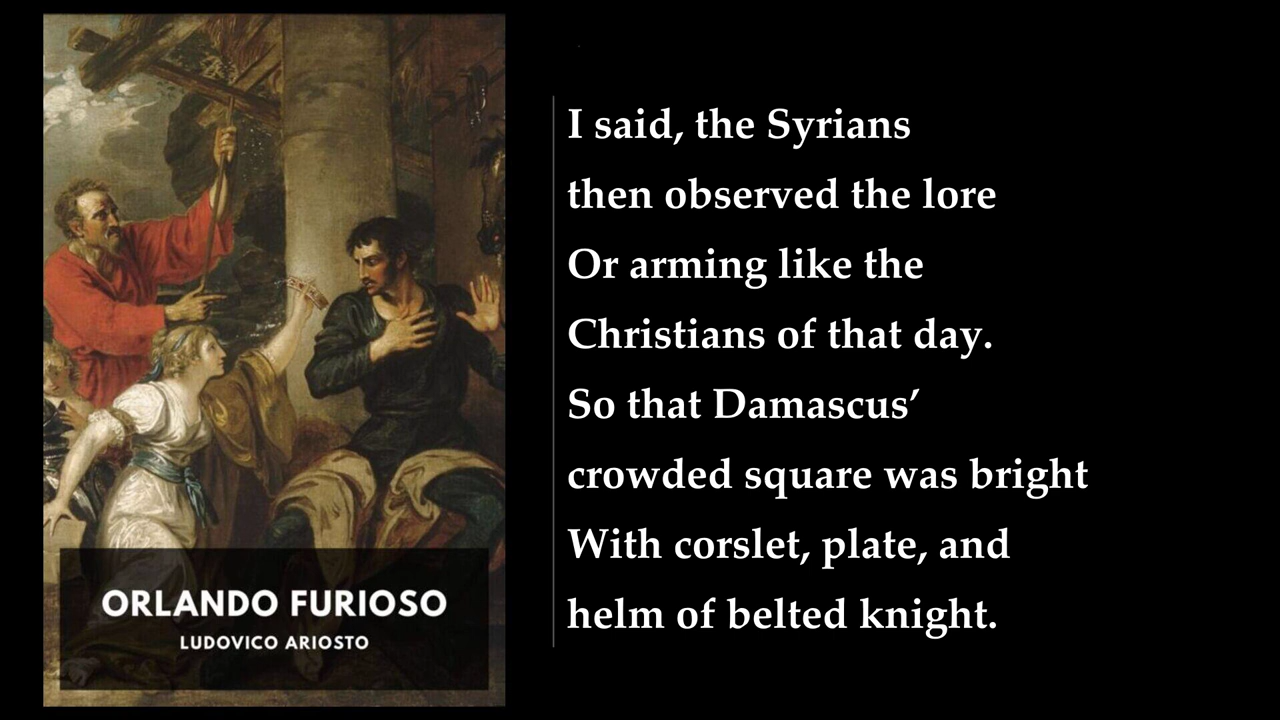 ORLANDO FURIOSO
LUDOVICO ARIOSTO
I said, the Syrians
then observed the lore
Or arming like the
Christians of that day.
So that Damascus’
crowded square was bright
With corslet, plate, and
helm of belted knight.